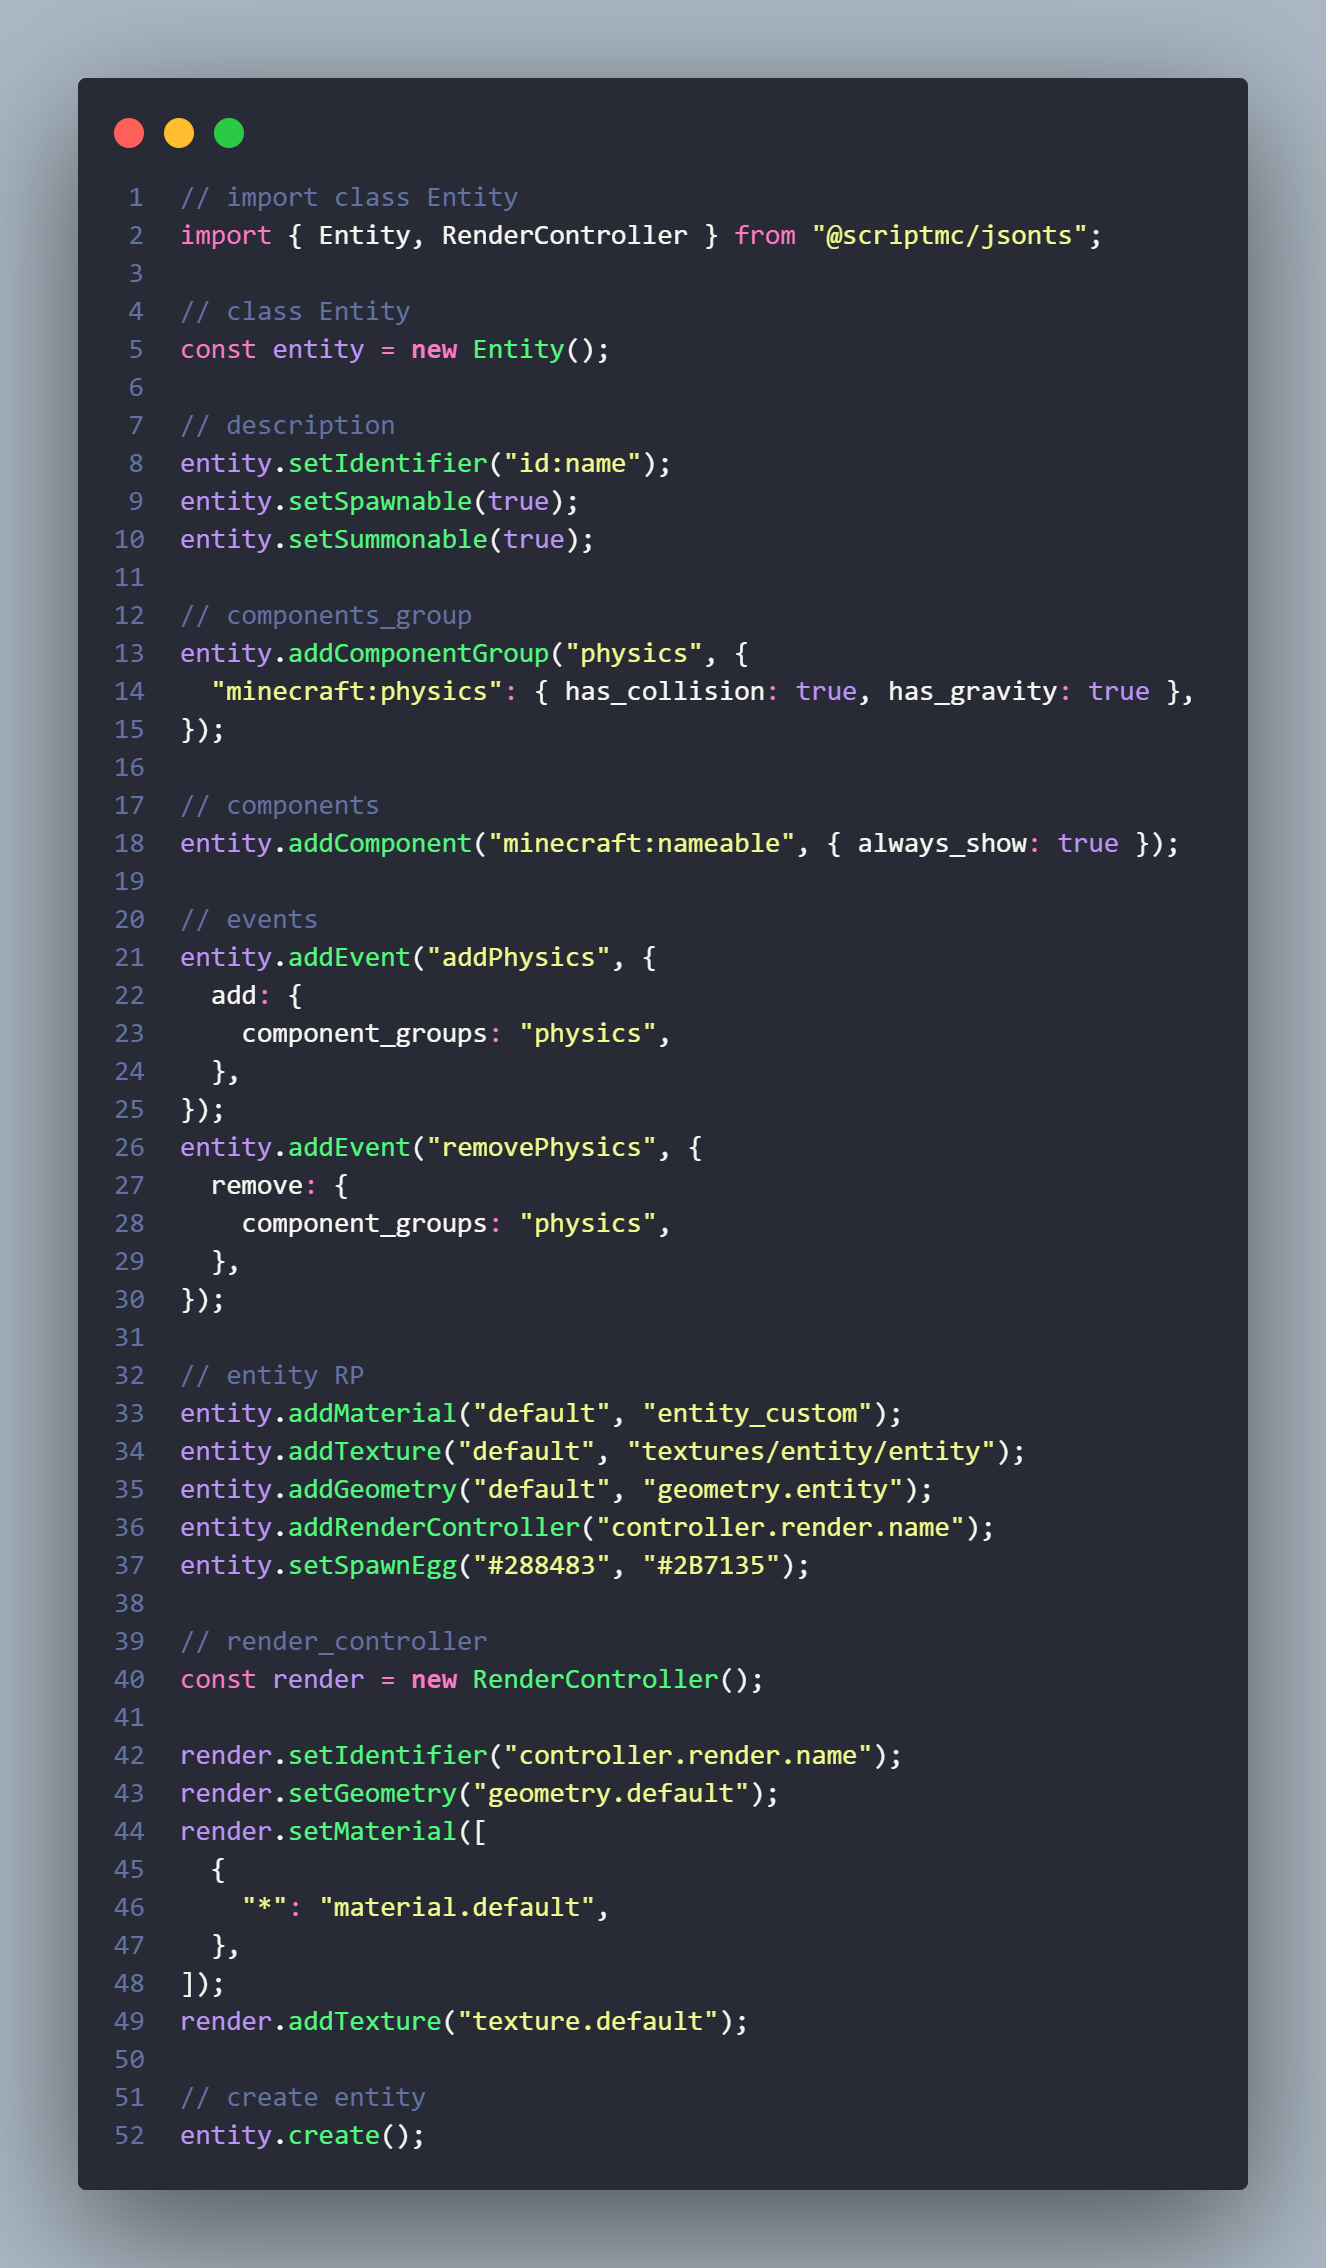 1 // import class Entity
2 import { Entity, RenderController } from "@scriptmc/jsonts";
3
4 // class Entity
5 const entity = new Entity();
6
7 // description
8 entity.setIdentifier("id:name");
9 entity.setSpawnable(true);
10 entity.setSummonable(true);
11
12 // components_group
13 entity.addComponentGroup("physics", {
14   "minecraft:physics": { has_collision: true, has_gravity: true },
15 });
16
17 // components
18 entity.addComponent("minecraft:nameable", { always_show: true });
19
20 // events
21 entity.addEvent("addPhysics", {
22   add: {
23     component_groups: "physics",
24   },
25 });
26 entity.addEvent("removePhysics", {
27   remove: {
28     component_groups: "physics",
29   },
30 });
31
32 // entity RP
33 entity.addMaterial("default", "entity_custom");
34 entity.addTexture("default", "textures/entity/entity");
35 entity.addGeometry("default", "geometry.entity");
36 entity.addRenderController("controller.render.name");
37 entity.setSpawnEgg("#288483", "#2B7135");
38
39 // render_controller
40 const render = new RenderController();
41
42 render.setIdentifier("controller.render.name");
43 render.setGeometry("geometry.default");
44 render.setMaterial([
45   {
46     "*": "material.default",
47   },
48 ]);
49 render.addTexture("texture.default");
50
51 // create entity
52 entity.create();